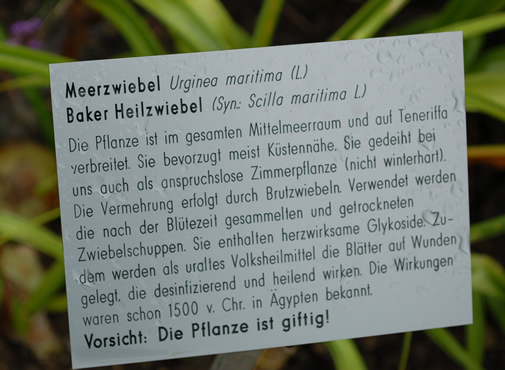 Meerzwiebel Urginea maritima (L)
Baker Heilzwiebel (Syn: Scilla maritima L)
Die Pflanze ist im gesamten Mittelmeerraum und auf Teneriffa
verbreitet. Sie bevorzugt meist Küstennähe. Sie gedeiht bei
uns auch als anspruchslose Zimmerpflanze (nicht winterhart).
Die Vermehrung erfolgt durch Brutzwiebeln. Verwendet werden
die nach der Blütezeit gesammelten und getrockneten
Zwiebelschuppen. Sie enthalten herzwirksame Glykoside. Zu-
dem werden als uraltes Volksheilmittel die Blätter auf Wunden
gelegt, die desinfizierend und heilend wirken. Die Wirkungen
waren schon 1500 v. Chr. in Ägypten bekannt.
Vorsicht: Die Pflanze ist giftig!